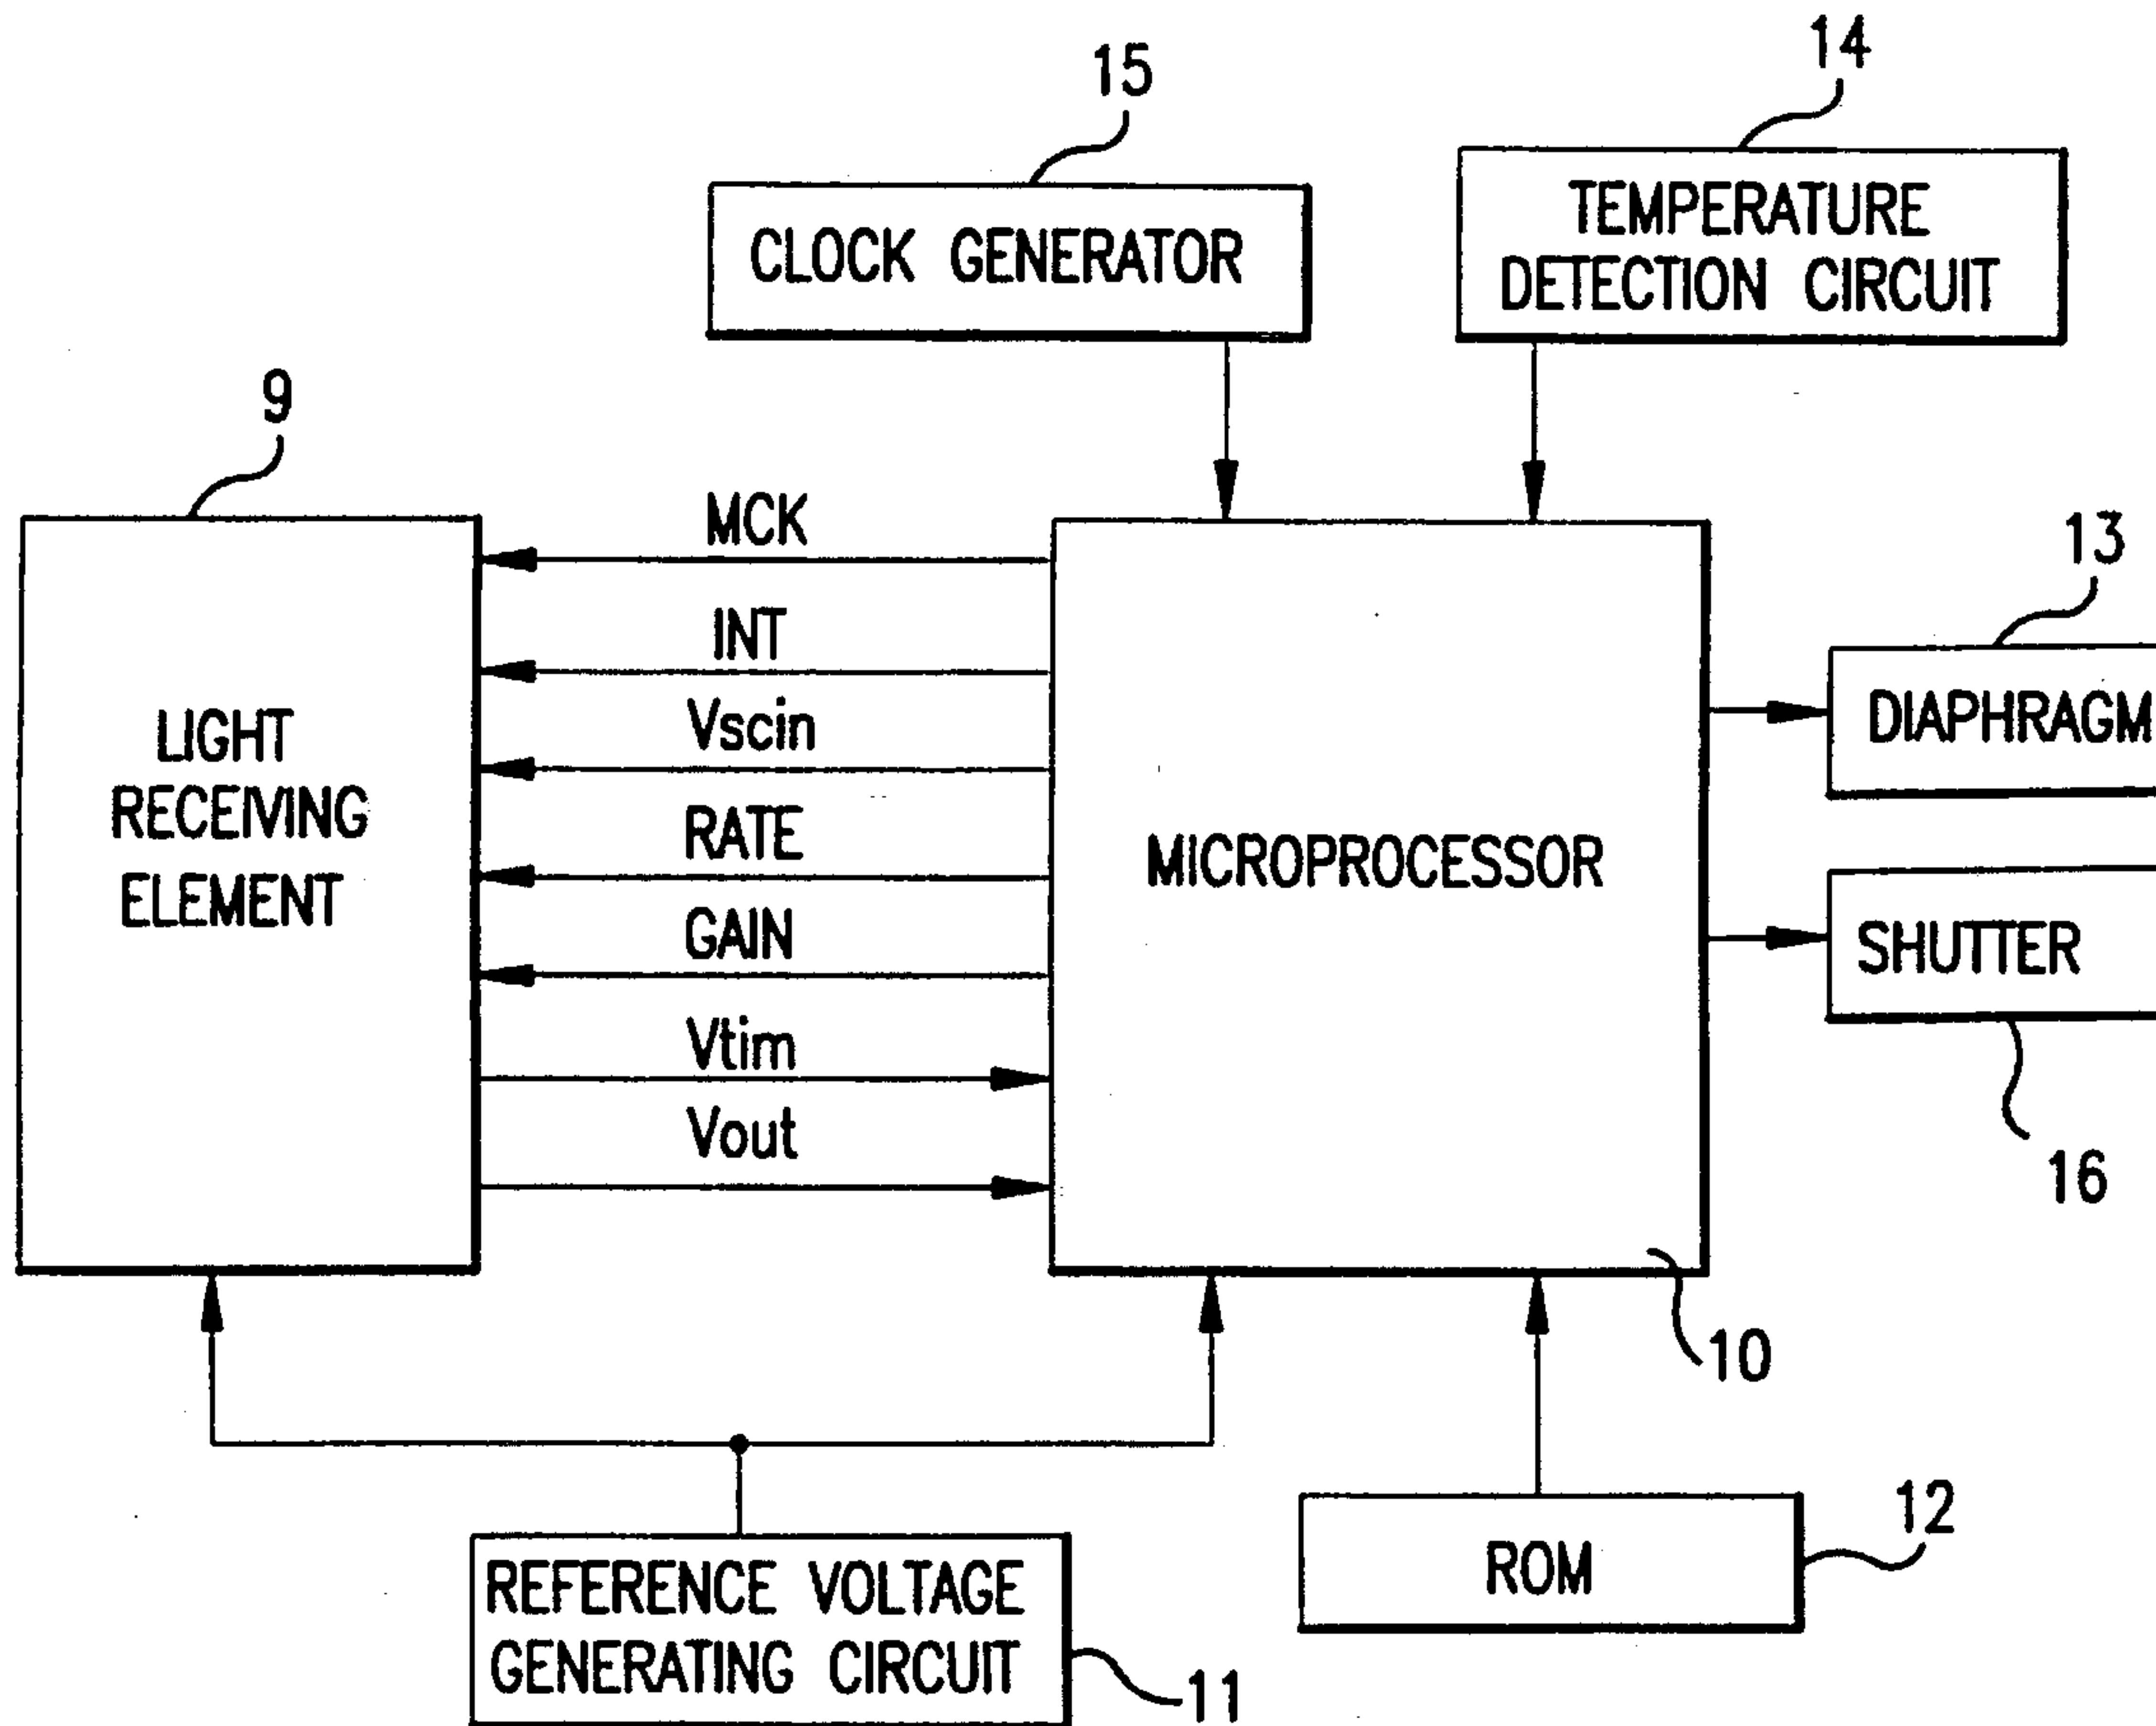 15
14
CLOCK GENERATOR
TEMPERATURE
DETECTION CIRCUIT
9
MCK
INT
Vscin
RATE
GAIN
Vtim
Vout
LIGHT
RECEIVING
ELEMENT
MICROPROCESSOR
13
DIAPHRAGM
SHUTTER
16
10
REFERENCE VOLTAGE
GENERATING CIRCUIT
11
ROM
12